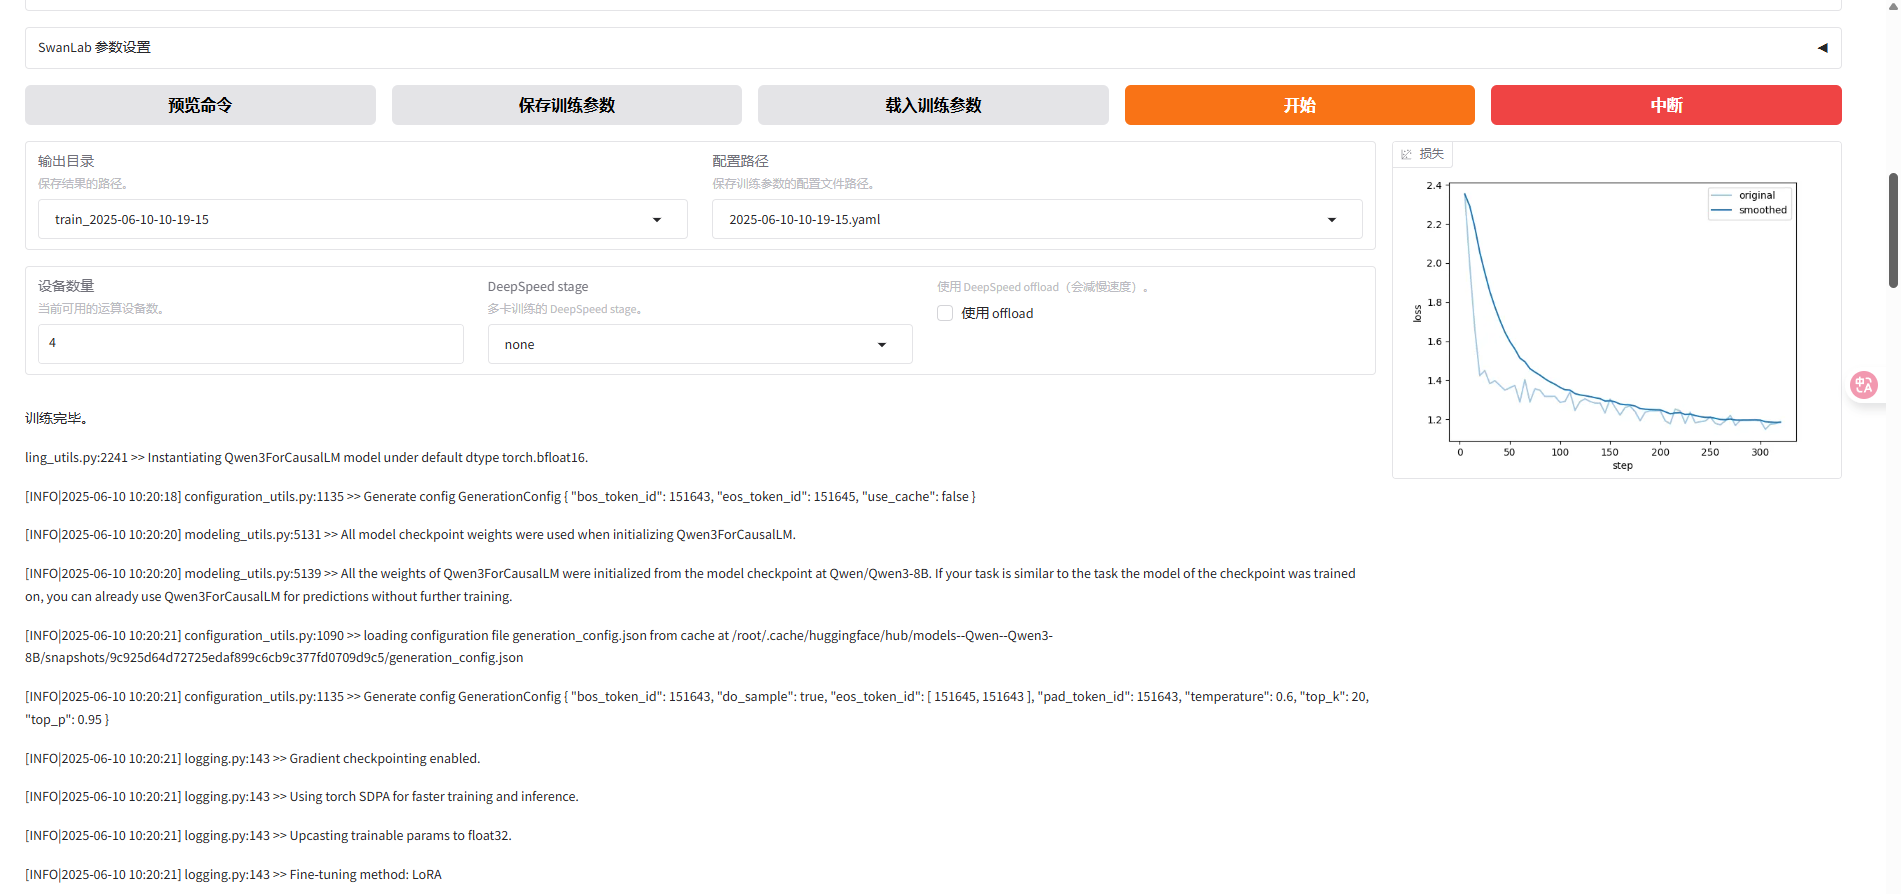 SwanLab 参数设置
预览命令
保存训练参数
载入训练参数
开始
中断
输出目录
保存结果的路径。
train_2025-06-10-10-19-15
配置路径
保存训练参数的配置文件路径。
2025-06-10-10-19-15.yaml
设备数量
当前可用的运算设备数。
4
DeepSpeed stage
多卡训练的 DeepSpeed stage。
none
使用 DeepSpeed offload（会减慢速度）。
使用 offload
损失
original
smoothed
2.4
2.2
2.0
1.8
1.6
1.4
1.2
loss
0
50
100
150
200
250
300
step
训练完毕。
ling_utils.py:2241 >> Instantiating Qwen3ForCausalLM model under default dtype torch.bfloat16.
[INFO|2025-06-10 10:20:18] configuration_utils.py:1135 >> Generate config GenerationConfig { "bos_token_id": 151643, "eos_token_id": 151645, "use_cache": false }
[INFO|2025-06-10 10:20:20] modeling_utils.py:5131 >> All model checkpoint weights were used when initializing Qwen3ForCausalLM.
[INFO|2025-06-10 10:20:20] modeling_utils.py:5139 >> All the weights of Qwen3ForCausalLM were initialized from the model checkpoint at Qwen/Qwen3-8B. If your task is similar to the task the model of the checkpoint was trained
on, you can already use Qwen3ForCausalLM for predictions without further training.
[INFO|2025-06-10 10:20:21] configuration_utils.py:1090 >> loading configuration file generation_config.json from cache at /root/.cache/huggingface/hub/models--Qwen--Qwen3-
8B/snapshots/9c925d64d72725edaf899c6cb9c377fd0709d9c5/generation_config.json
[INFO|2025-06-10 10:20:21] configuration_utils.py:1135 >> Generate config GenerationConfig { "bos_token_id": 151643, "do_sample": true, "eos_token_id": [ 151645, 151643 ], "pad_token_id": 151643, "temperature": 0.6, "top_k": 20,
"top_p": 0.95 }
[INFO|2025-06-10 10:20:21] logging.py:143 >> Gradient checkpointing enabled.
[INFO|2025-06-10 10:20:21] logging.py:143 >> Using torch SDPA for faster training and inference.
[INFO|2025-06-10 10:20:21] logging.py:143 >> Upcasting trainable params to float32.
[INFO|2025-06-10 10:20:21] logging.py:143 >> Fine-tuning method: LoRA
中A